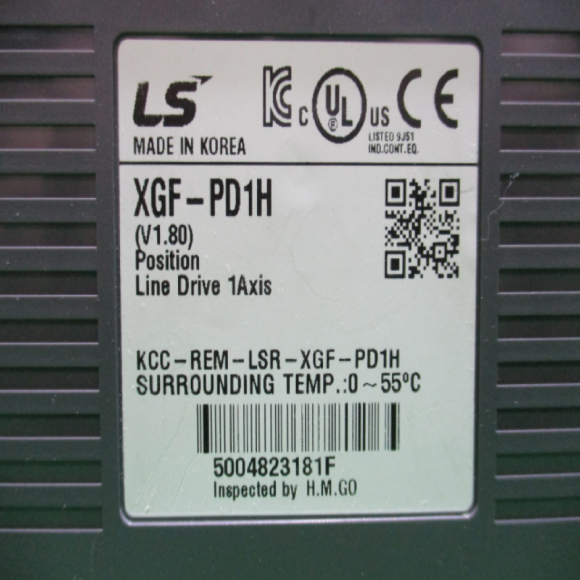 LS
KC
c UL US
CE
LISTED 9J51
IND.CONT.EQ.
MADE IN KOREA
XGF-PD1H
(V1.80)
Position
Line Drive 1Axis
KCC-REM-LSR-XGF-PD1H
SURROUNDING TEMP.:0~55℃
5004823181F
Inspected by H.M.GO